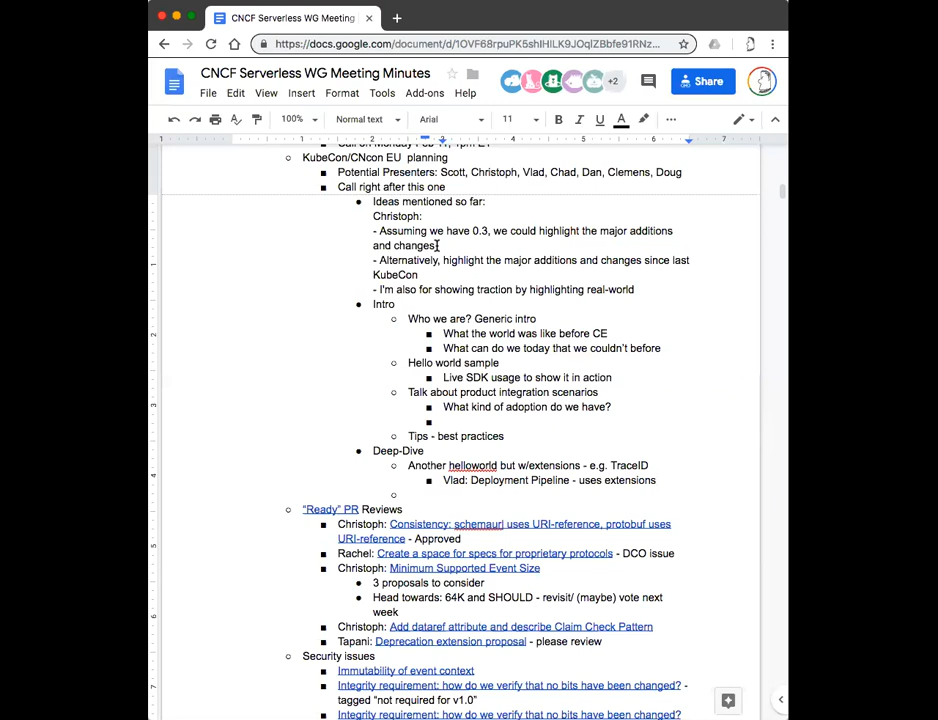 CNCF Serverless WG Meeting
https://docs.google.com/document/d/1OVF68rpuPK5shIHILK9JOqlZBbfe91RNz...
CNCF Serverless WG Meeting Minutes
File Edit View Insert Format Tools Add-ons Help
+2
Share
100% Normal text Arial 11
1 1 2 3 4 5 6 7
KubeCon/CNcon EU planning
Potential Presenters: Scott, Christoph, Vlad, Chad, Dan, Clemens, Doug
Call right after this one
Ideas mentioned so far:
Christoph:
- Assuming we have 0.3, we could highlight the major additions
and changes
- Alternatively, highlight the major additions and changes since last
KubeCon
- I'm also for showing traction by highlighting real-world
Intro
Who we are? Generic intro
What the world was like before CE
What can do we today that we couldn't before
Hello world sample
Live SDK usage to show it in action
Talk about product integration scenarios
What kind of adoption do we have?
Tips - best practices
Deep-Dive
Another helloworld but w/extensions - e.g. TraceID
Vlad: Deployment Pipeline - uses extensions
"Ready" PR Reviews
Christoph: Consistency: schemaurl uses URI-reference, protobuf uses
URI-reference - Approved
Rachel: Create a space for specs for proprietary protocols - DCO issue
Christoph: Minimum Supported Event Size
3 proposals to consider
Head towards: 64K and SHOULD - revisit/ (maybe) vote next
week
Christoph: Add dataref attribute and describe Claim Check Pattern
Tapani: Deprecation extension proposal - please review
Security issues
Immutability of event context
Integrity requirement: how do we verify that no bits have been changed? -
tagged "not required for v1.0"
Integrity requirement: how do we verify that no bits have been changed?